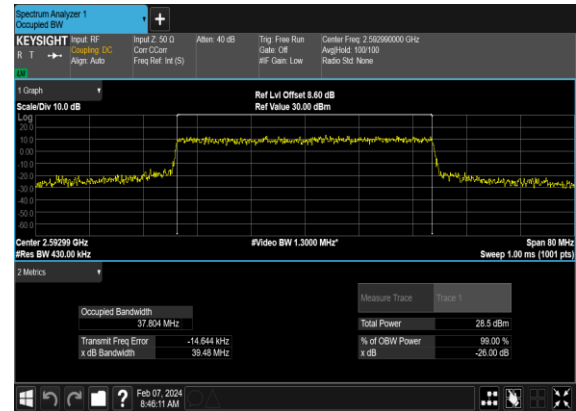 Spectrum Analyzer 1
Occupied BW
+
KEYSIGHT Input: RF Input Z: 50 Ω Atten: 40 dB Trig: Free Run Center Freq: 2.592990000 GHz
R T Coupling: DC Corr CCorr Gate: Off Avg|Hold: 100/100
Align: Auto Freq Ref: Int (S) #IF Gain: Low Radio Std: None
1 Graph
Ref Lvl Offset 8.60 dB
Scale/Div 10.0 dB Ref Value 30.00 dBm
Log
20.0
10.0
0.00
-10.0
-20.0
-30.0
-40.0
-50.0
-60.0
Center 2.59299 GHz #Video BW 1.3000 MHz* Span 80 MHz
#Res BW 430.00 kHz Sweep 1.00 ms (1001 pts)
2 Metrics
Measure Trace Trace 1
Occupied Bandwidth
37.804 MHz Total Power 28.5 dBm
Transmit Freq Error -14.644 kHz % of OBW Power 99.00 %
x dB Bandwidth 39.48 MHz x dB -26.00 dB
? Feb 07, 2024
8:46:11 AM